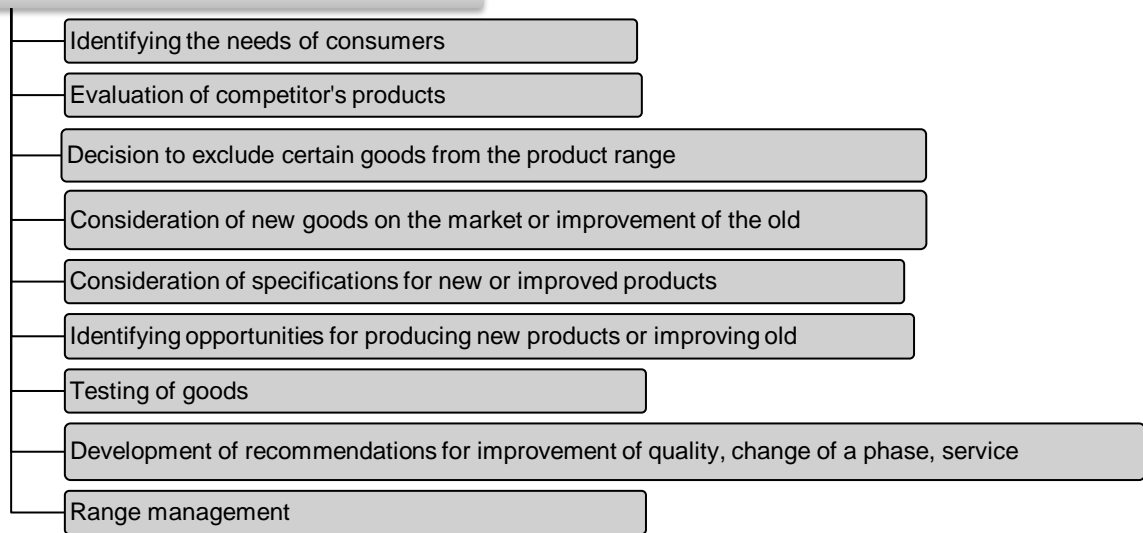 Identifying the needs of consumers
Evaluation of competitor's products
Decision to exclude certain goods from the product range
Consideration of new goods on the market or improvement of the old
Consideration of specifications for new or improved products
Identifying opportunities for producing new products or improving old
Testing of goods
Development of recommendations for improvement of quality, change of a phase, service
Range management